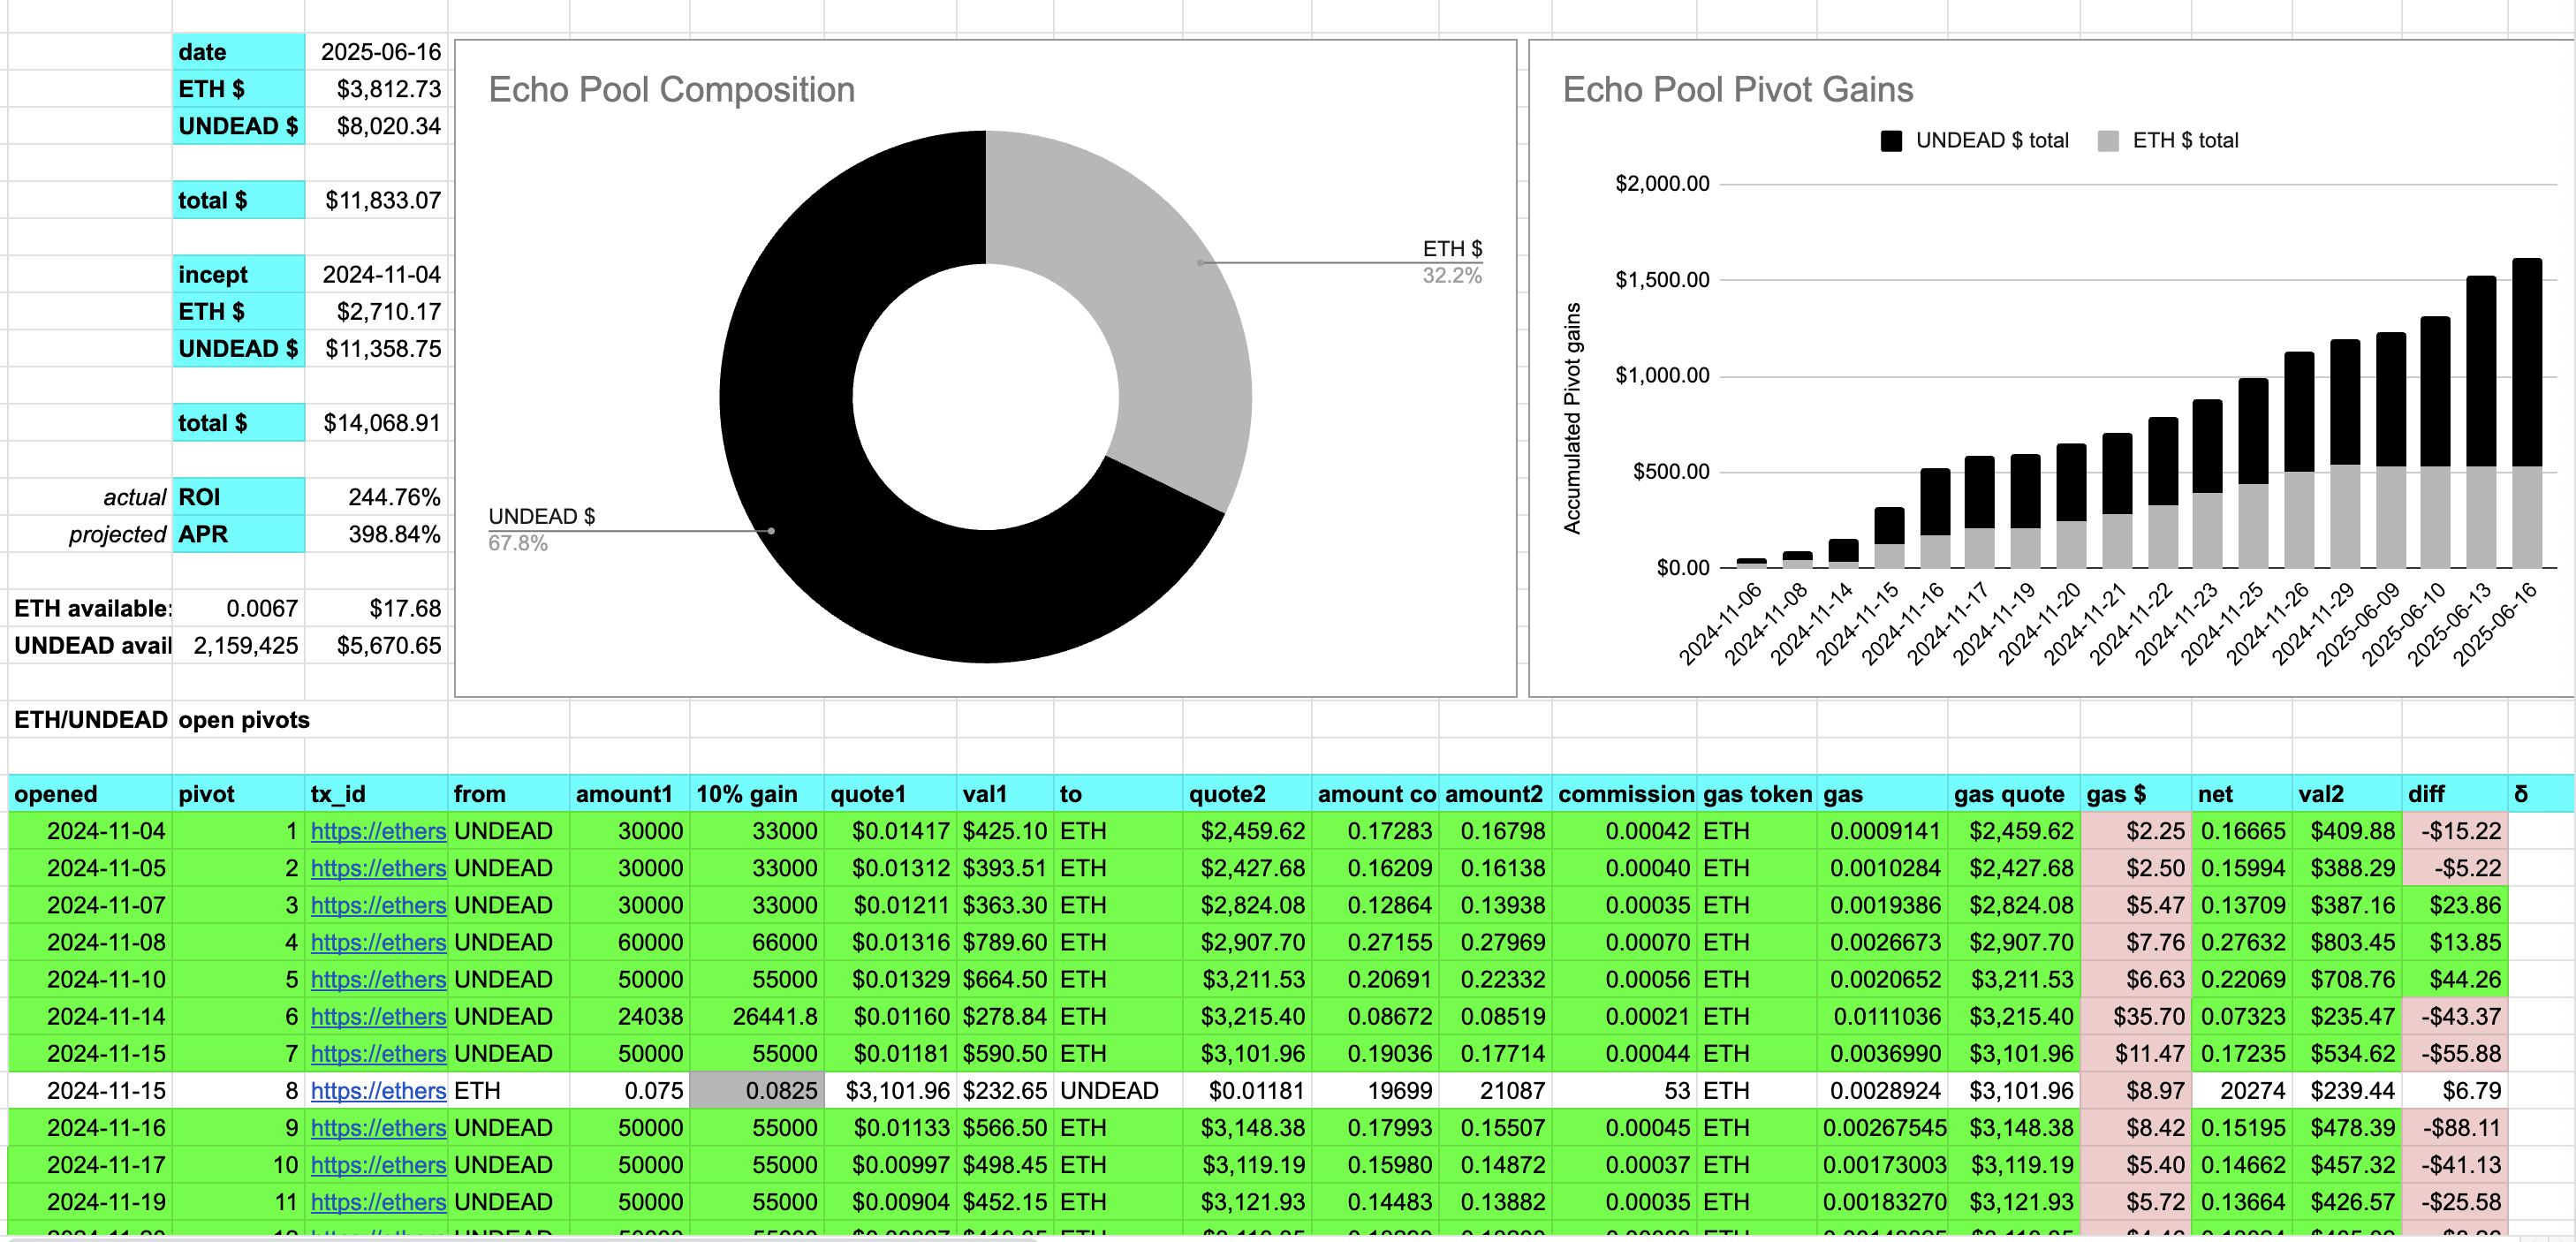 date 2025-06-16
ETH $ $3,812.73
UNDEAD $ $8,020.34
total $ $11,833.07
incept 2024-11-04
ETH $ $2,710.17
UNDEAD $ $11,358.75
total $ $14,068.91
actual ROI 244.76%
projected APR 398.84%
ETH available: 0.0067 $17.68
UNDEAD avail 2,159,425 $5,670.65
Echo Pool Composition
ETH $
32.2%
UNDEAD $
67.8%
Echo Pool Pivot Gains
UNDEAD $ total ETH $ total
Accumulated Pivot gains
$2,000.00
$1,500.00
$1,000.00
$500.00
$0.00
2024-11-06
2024-11-08
2024-11-14
2024-11-15
2024-11-16
2024-11-17
2024-11-19
2024-11-20
2024-11-21
2024-11-22
2024-11-23
2024-11-25
2024-11-26
2024-11-29
2025-06-09
2025-06-10
2025-06-13
2025-06-16
ETH/UNDEAD open pivots
opened pivot tx_id from amount1 10% gain quote1 val1 to quote2 amount co amount2 commission gas token gas gas quote gas $ net val2 diff δ
2024-11-04 1 https://ethers UNDEAD 30000 33000 $0.01417 $425.10 ETH $2,459.62 0.17283 0.16798 0.00042 ETH 0.0009141 $2,459.62 $2.25 0.16665 $409.88 -$15.22
2024-11-05 2 https://ethers UNDEAD 30000 33000 $0.01312 $393.51 ETH $2,427.68 0.16209 0.16138 0.00040 ETH 0.0010284 $2,427.68 $2.50 0.15994 $388.29 -$5.22
2024-11-07 3 https://ethers UNDEAD 30000 33000 $0.01211 $363.30 ETH $2,824.08 0.12864 0.13938 0.00035 ETH 0.0019386 $2,824.08 $5.47 0.13709 $387.16 $23.86
2024-11-08 4 https://ethers UNDEAD 60000 66000 $0.01316 $789.60 ETH $2,907.70 0.27155 0.27969 0.00070 ETH 0.0026673 $2,907.70 $7.76 0.27632 $803.45 $13.85
2024-11-10 5 https://ethers UNDEAD 50000 55000 $0.01329 $664.50 ETH $3,211.53 0.20691 0.22332 0.00056 ETH 0.0020652 $3,211.53 $6.63 0.22069 $708.76 $44.26
2024-11-14 6 https://ethers UNDEAD 24038 26441.8 $0.01160 $278.84 ETH $3,215.40 0.08672 0.08519 0.00021 ETH 0.0111036 $3,215.40 $35.70 0.07323 $235.47 -$43.37
2024-11-15 7 https://ethers UNDEAD 50000 55000 $0.01181 $590.50 ETH $3,101.96 0.19036 0.17714 0.00044 ETH 0.0036990 $3,101.96 $11.47 0.17235 $534.62 -$55.88
2024-11-15 8 https://ethers ETH 0.075 0.0825 $3,101.96 $232.65 UNDEAD $0.01181 19699 21087 53 ETH 0.0028924 $3,101.96 $8.97 20274 $239.44 $6.79
2024-11-16 9 https://ethers UNDEAD 50000 55000 $0.01133 $566.50 ETH $3,148.38 0.17993 0.15507 0.00045 ETH 0.00267545 $3,148.38 $8.42 0.15195 $478.39 -$88.11
2024-11-17 10 https://ethers UNDEAD 50000 55000 $0.00997 $498.45 ETH $3,119.19 0.15980 0.14872 0.00037 ETH 0.00173003 $3,119.19 $5.40 0.14662 $457.32 -$41.13
2024-11-19 11 https://ethers UNDEAD 50000 55000 $0.00904 $452.15 ETH $3,121.93 0.14483 0.13882 0.00035 ETH 0.00183270 $3,121.93 $5.72 0.13664 $426.57 -$25.58